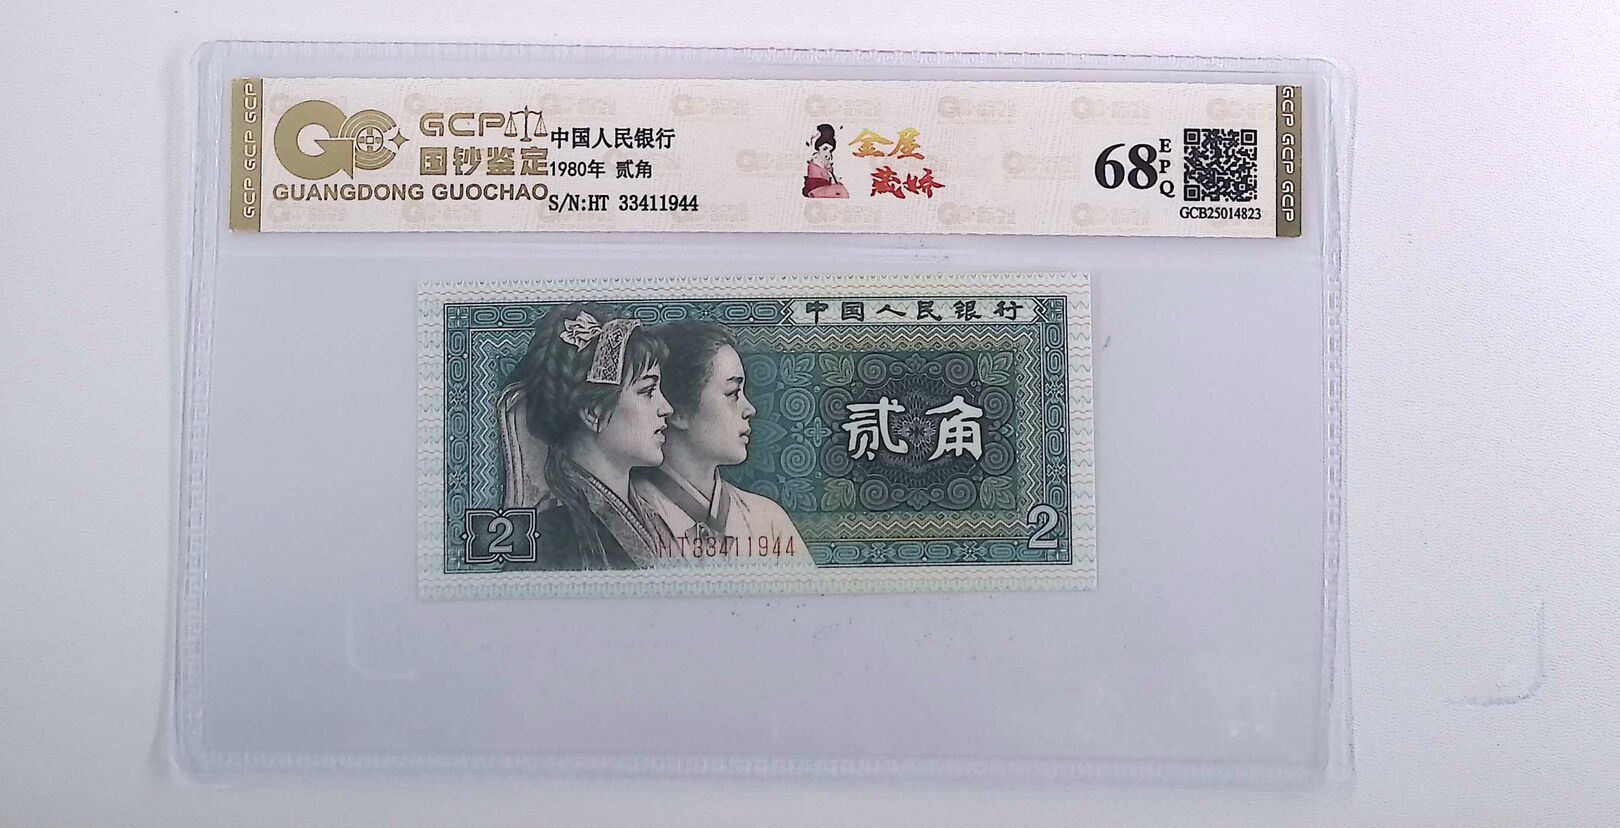 GCP GCP GCP
GCP
国钞鉴定
GUANGDONG GUOCHAO
中国人民银行
1980年 贰角
S/N:HT 33411944
金屋
藏娇
68
EPQ
GCB25014823
GCP GCP GCP
中国人民银行
贰角
2
2
HT33411944